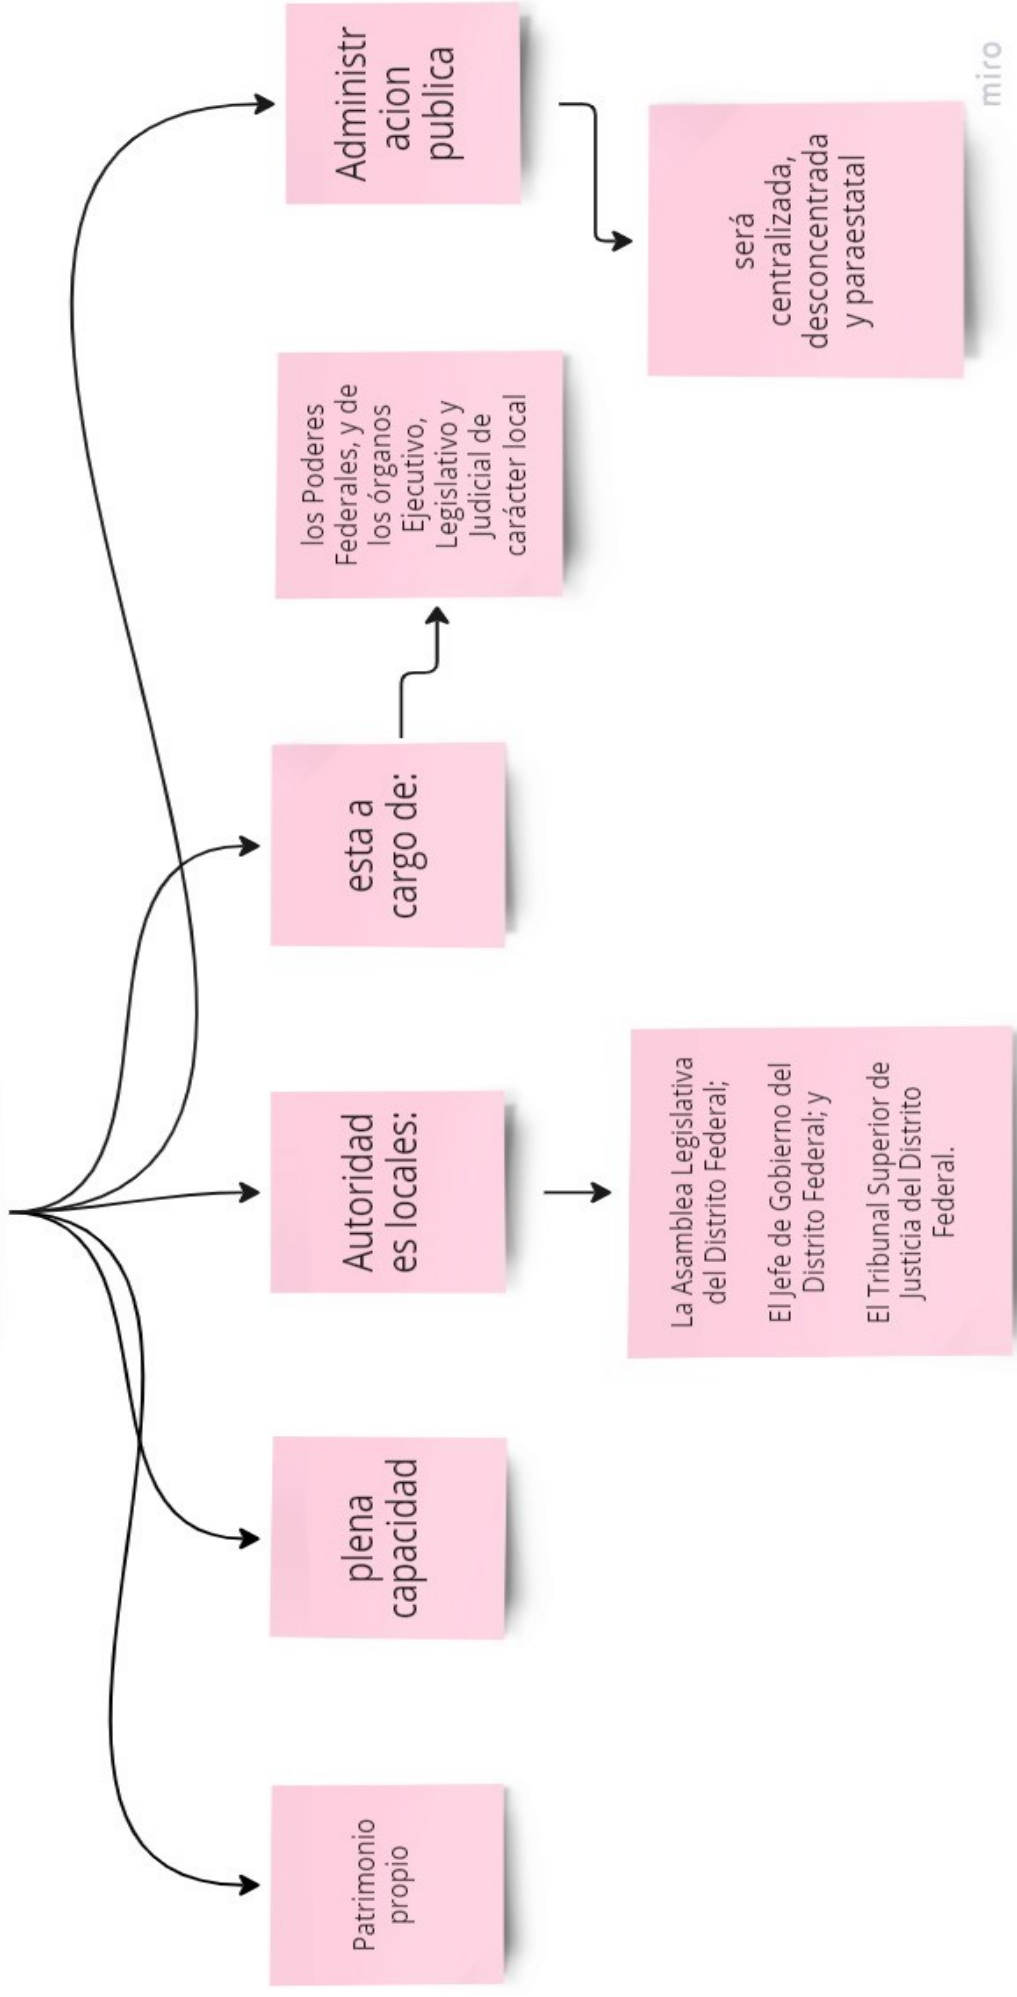 Patrimonio
propio
plena
capacidad
Autoridad
es locales:
esta a
cargo de:
los Poderes
Federales, y de
los órganos
Ejecutivo,
Legislativo y
Judicial de
carácter local
Administr
acion
publica
La Asamblea Legislativa
del Distrito Federal;
El Jefe de Gobierno del
Distrito Federal; y
El Tribunal Superior de
Justicia del Distrito
Federal.
será
centralizada,
desconcentrada
y paraestatal
miro